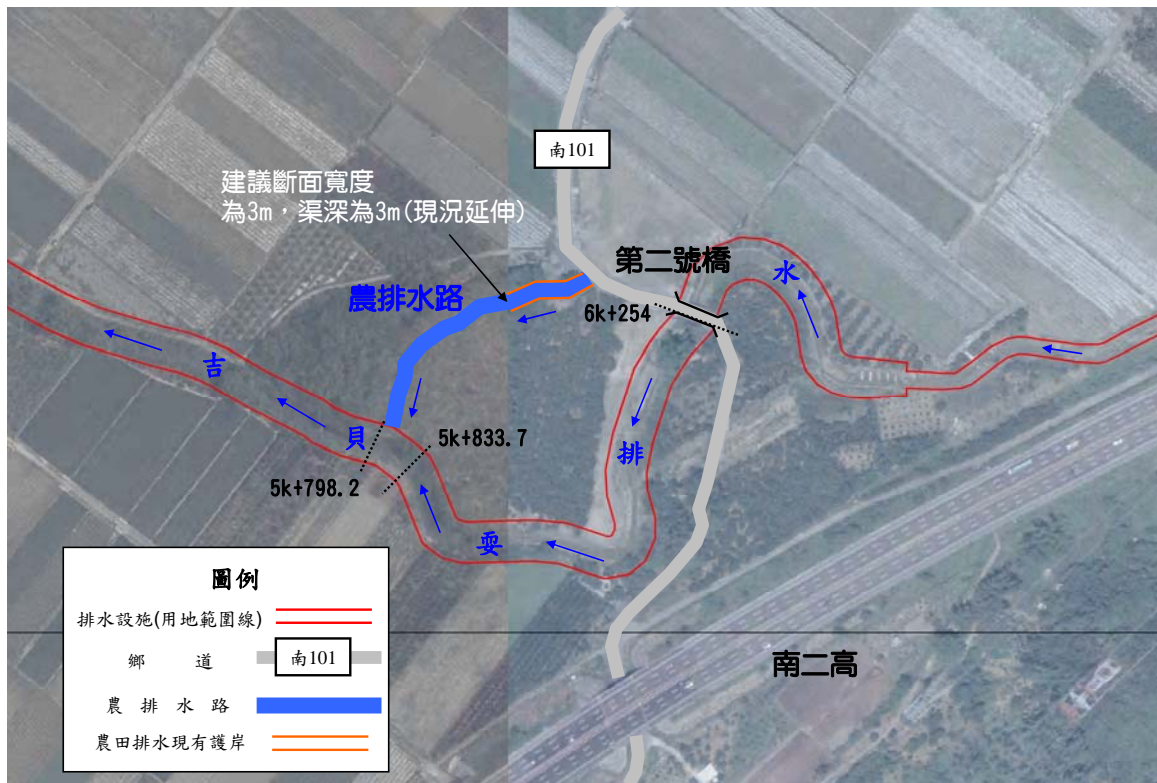 南101
建議斷面寬度
為3m，渠深為3m(現況延伸)
第二號橋
水
農排水路
6k+254
吉
貝
排
5k+833.7
5k+798.2
耍
圖例
排水設施(用地範圍線)
鄉 道
南101
農排水路
農田排水現有護岸
南二高